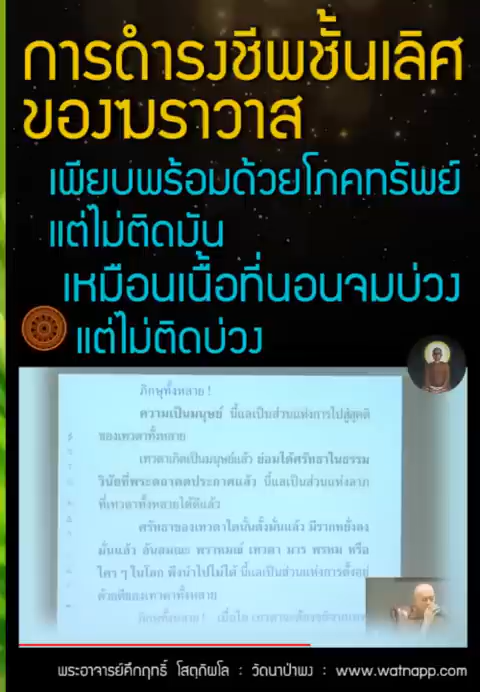 การดำรงชีพชั้นเลิศ
ของฆราวาส
เพียบพร้อมด้วยโภคทรัพย์
แต่ไม่ติดมัน
เหมือนเนื้อที่นอนจมบ่วง
แต่ไม่ติดบ่วง
ภิกษุทั้งหลาย !
ความเป็นมนุษย์ นี้แลเป็นส่วนแห่งการไปสู่สุคติ
ของเทวดาทั้งหลาย
เทวดาเกิดเป็นมนุษย์แล้ว ย่อมได้ศรัทธาในธรรม
วินัยที่พระตถาคตประกาศแล้ว นี้แลเป็นส่วนแห่งลาภ
ที่เทวดาทั้งหลายได้ดีแล้ว
ศรัทธาของเทวดาใดนั้นตั้งมั่นแล้ว มีรากหยั่งลง
มั่นแล้ว อันสมณะ พราหมณ์ เทวดา มาร พรหม หรือ
ใคร ๆ ในโลก พึงนำไปไม่ได้ นี้แลเป็นส่วนแห่งการตั้งอยู่
ด้วยดีของเทวดาทั้งหลาย
ภิกษุทั้งหลาย ! เมื่อใด เทวดา
พระอาจารย์คึกฤทธิ์ โสตฺถิผโล : วัดนาป่าพง : www.watnapp.com